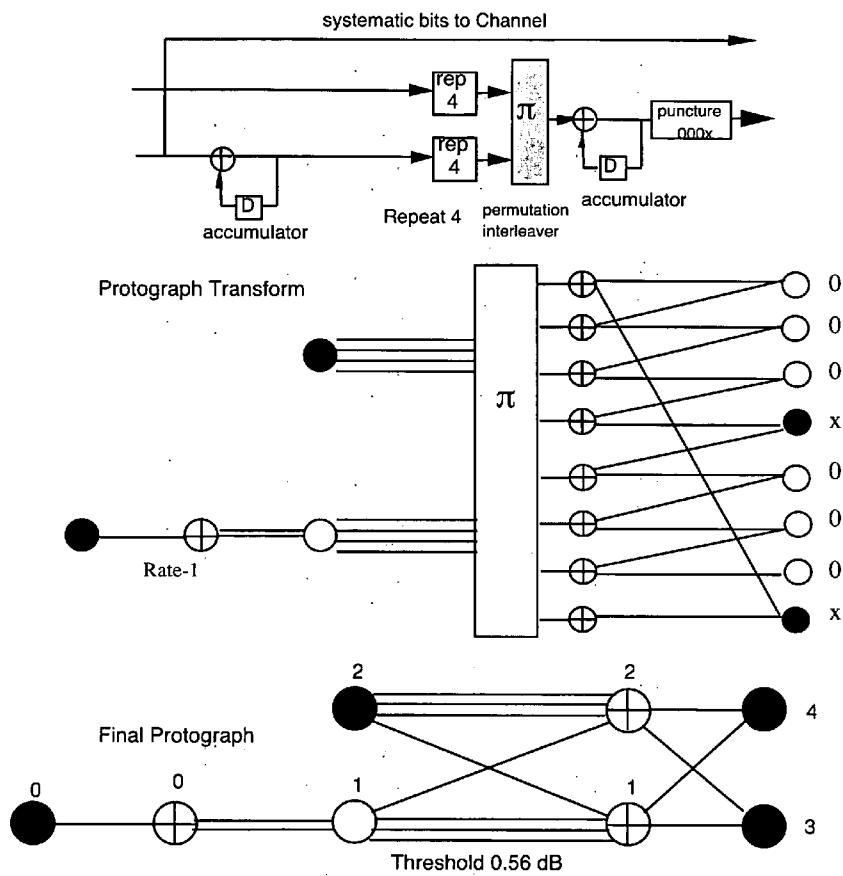 systematic bits to Channel
rep
4
π
puncture
000x
rep
4
D
D
accumulator
Repeat 4
permutation
interleaver
accumulator
Protograph Transform
π
0
0
0
x
0
0
0
x
Rate-1
2
2
4
Final Protograph
0
0
1
1
3
Threshold 0.56 dB